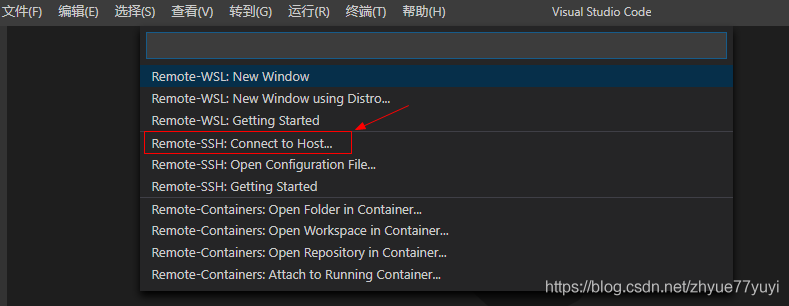 文件(F) 编辑(E) 选择(S) 查看(V) 转到(G) 运行(R) 终端(T) 帮助(H) Visual Studio Code
Remote-WSL: New Window
Remote-WSL: New Window using Distro...
Remote-WSL: Getting Started
Remote-SSH: Connect to Host...
Remote-SSH: Open Configuration File...
Remote-SSH: Getting Started
Remote-Containers: Open Folder in Container...
Remote-Containers: Open Workspace in Container...
Remote-Containers: Open Repository in Container...
Remote-Containers: Attach to Running Container...
https://blog.csdn.net/zhyue77yuyi